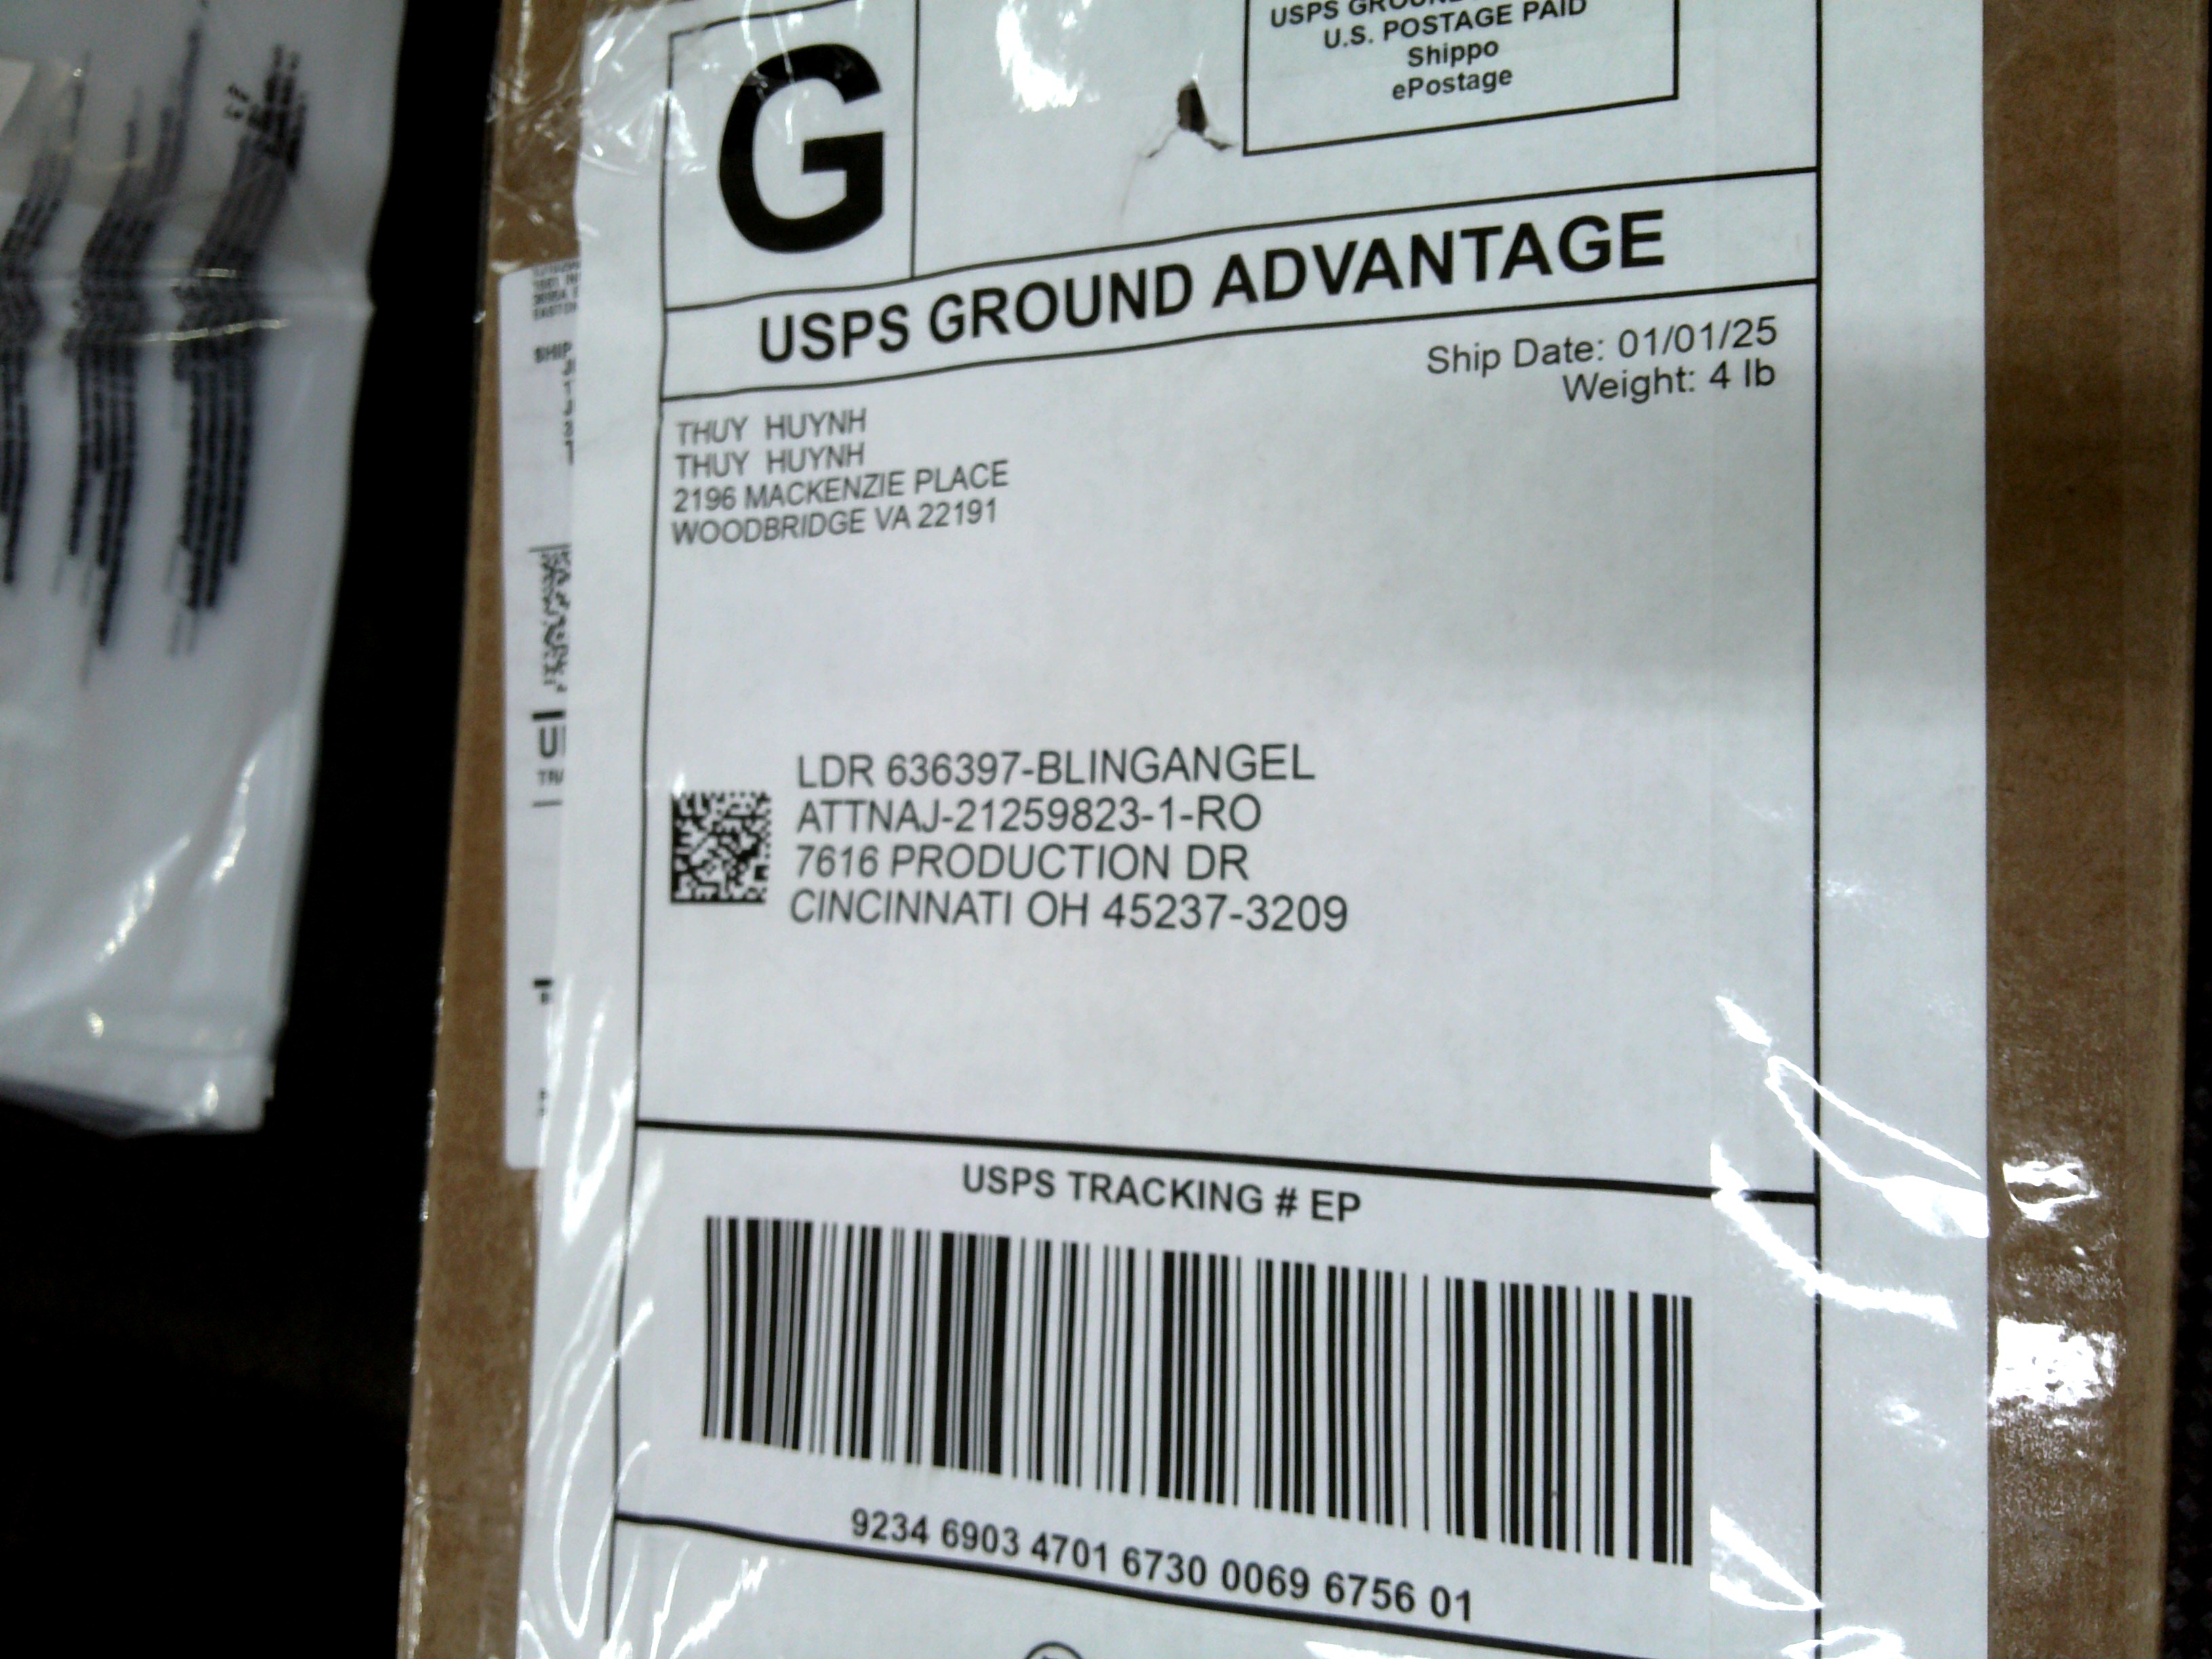 USPS GROUND
U.S. POSTAGE PAID
Shippo
ePostage
G
USPS GROUND ADVANTAGE
Ship Date: 01/01/25
Weight: 4 lb
THUY HUYNH
THUY HUYNH
2196 MACKENZIE PLACE
WOODBRIDGE VA 22191
LDR 636397-BLINGANGEL
ATTNAJ-21259823-1-RO
7616 PRODUCTION DR
CINCINNATI OH 45237-3209
USPS TRACKING # EP
9234 6903 4701 6730 0069 6756 01
SHIP